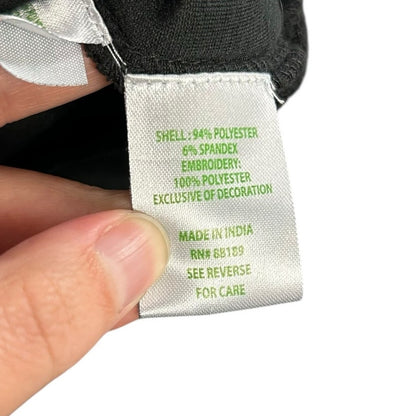 SHELL : 94% POLYESTER
6% SPANDEX
EMBROIDERY:
100% POLYESTER
EXCLUSIVE OF DECORATION
MADE IN INDIA
RN# 88189
SEE REVERSE
FOR CARE